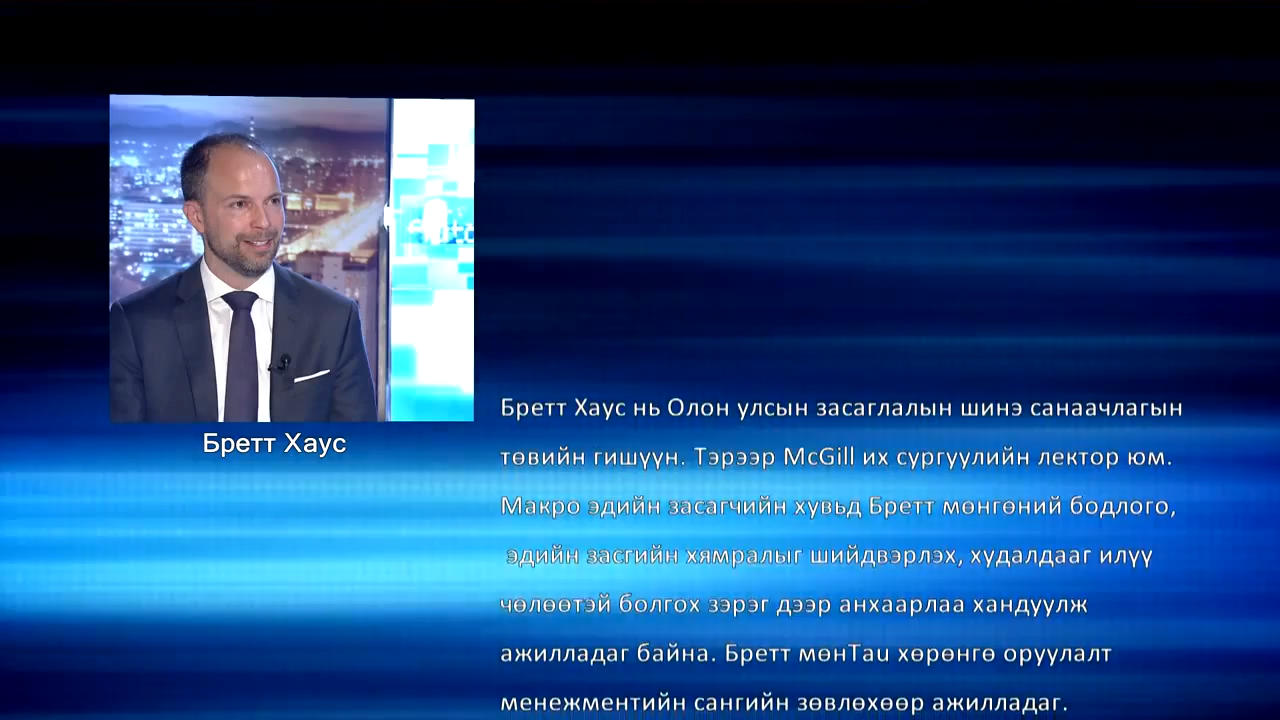 Бретт Хаус
Бретт Хаус нь Олон улсын засаглалын шинэ санаачлагын
төвийн гишүүн. Тэрээр McGill их сургуулийн лектор юм.
Макро эдийн засагчийн хувьд Бретт мөнгөний бодлого,
эдийн засгийн хямралыг шийдвэрлэх, худалдааг илүү
чөлөөтэй болгох зэрэг дээр анхаарлаа хандуулж
ажилладаг байна. Бретт мөнTau хөрөнгө оруулалт
менежментийн сангийн зөвлөхөөр ажилладаг.